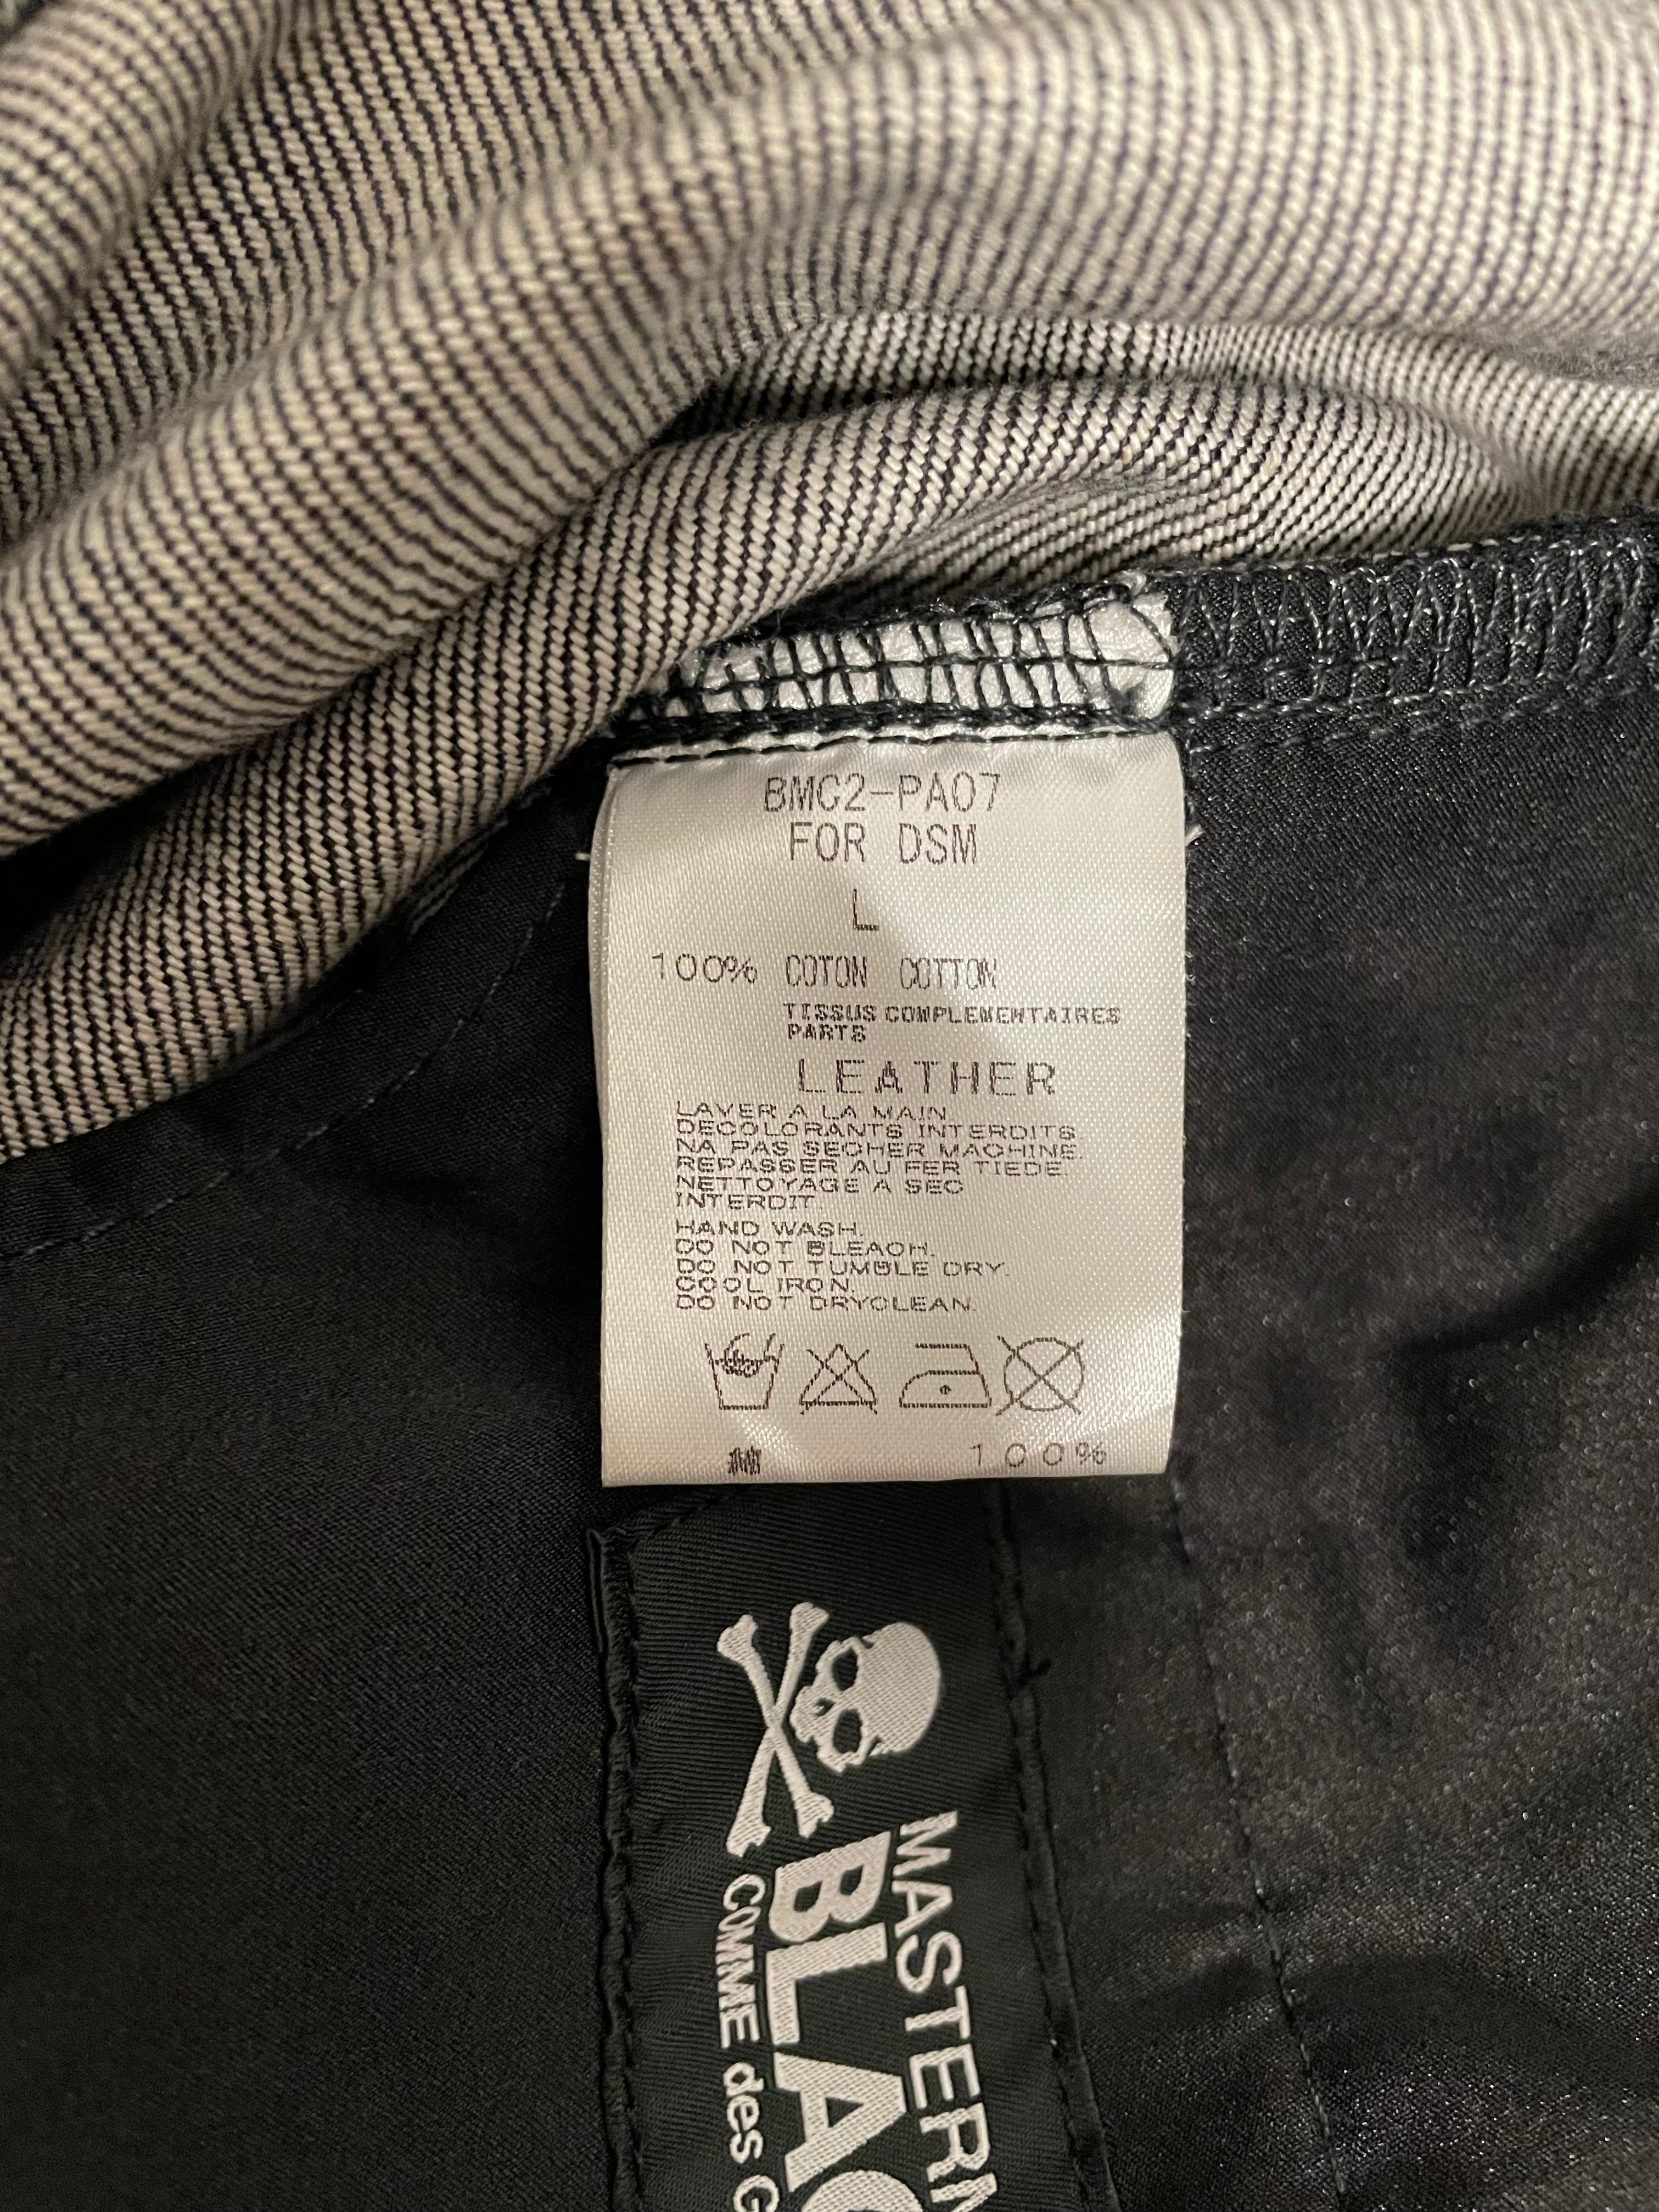 BMC2-PA07
FOR DSM
L
100% COTON COTTON
TISSUS COMPLEMENTAIRES
PARTS
LEATHER
LAVER A LA MAIN.
DECOLORANTS INTERDITS.
NA PAS SECHER MACHINE.
REPASSER AU FER TIEDE.
NETTOYAGE A SEC
INTERDIT.
HAND WASH.
DO NOT BLEACH.
DO NOT TUMBLE DRY.
COOL IRON.
DO NOT DRYCLEAN.
100%
MASTERM
BLAC
COMME des G